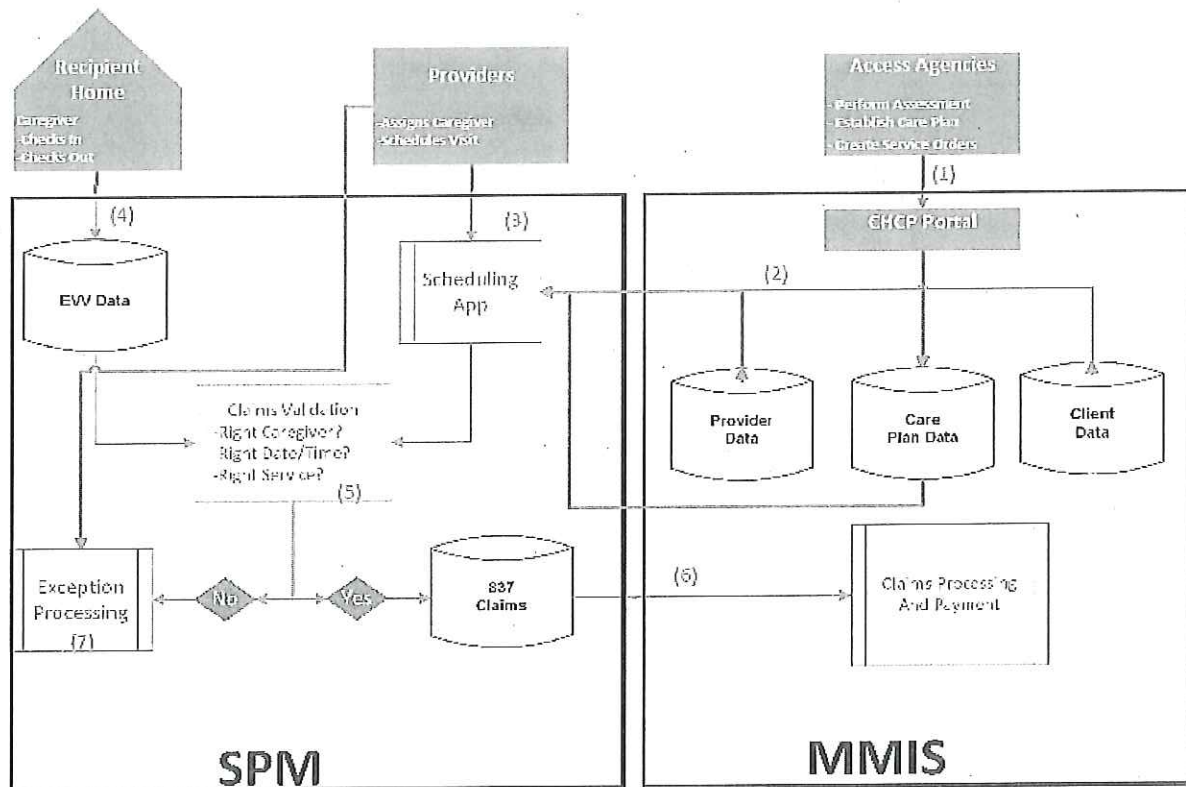 Recipient
Home
Caregiver
-Checks In
-Checks Out
Providers
-Assigns Caregiver
-Schedules Visit
Access Agencies
- Perform Assessment
- Establish Care Plan
- Create Service Orders
(1)
(4)
(3)
CHCP Portal
(2)
EVV Data
Scheduling
App
Claims Validation
-Right Caregiver?
-Right Date/Time?
-Right Service?
(5)
Provider
Data
Care
Plan Data
Client
Data
Exception
Processing
(7)
No
Yes
837
Claims
(6)
Claims Processing
And Payment
SPM
MMIS